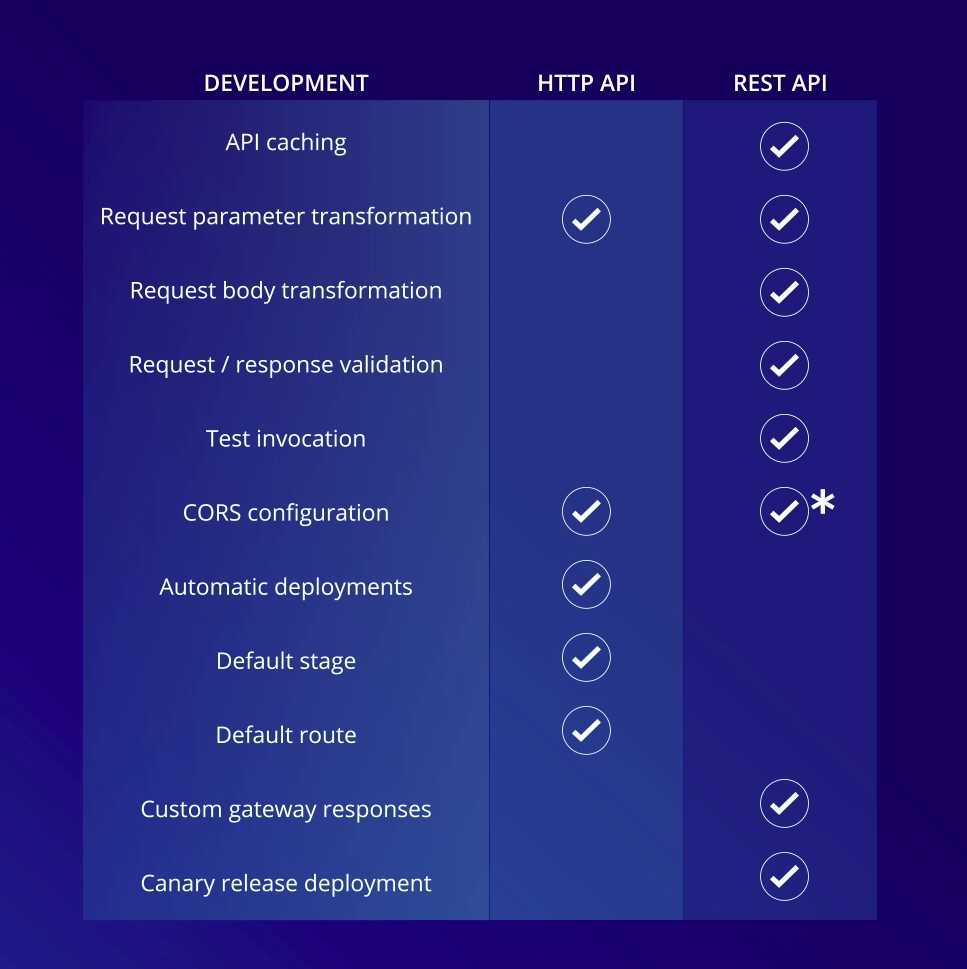 DEVELOPMENT HTTP API REST API
API caching ✓
Request parameter transformation ✓ ✓
Request body transformation ✓
Request / response validation ✓
Test invocation ✓
CORS configuration ✓ ✓*
Automatic deployments ✓
Default stage ✓
Default route ✓
Custom gateway responses ✓
Canary release deployment ✓